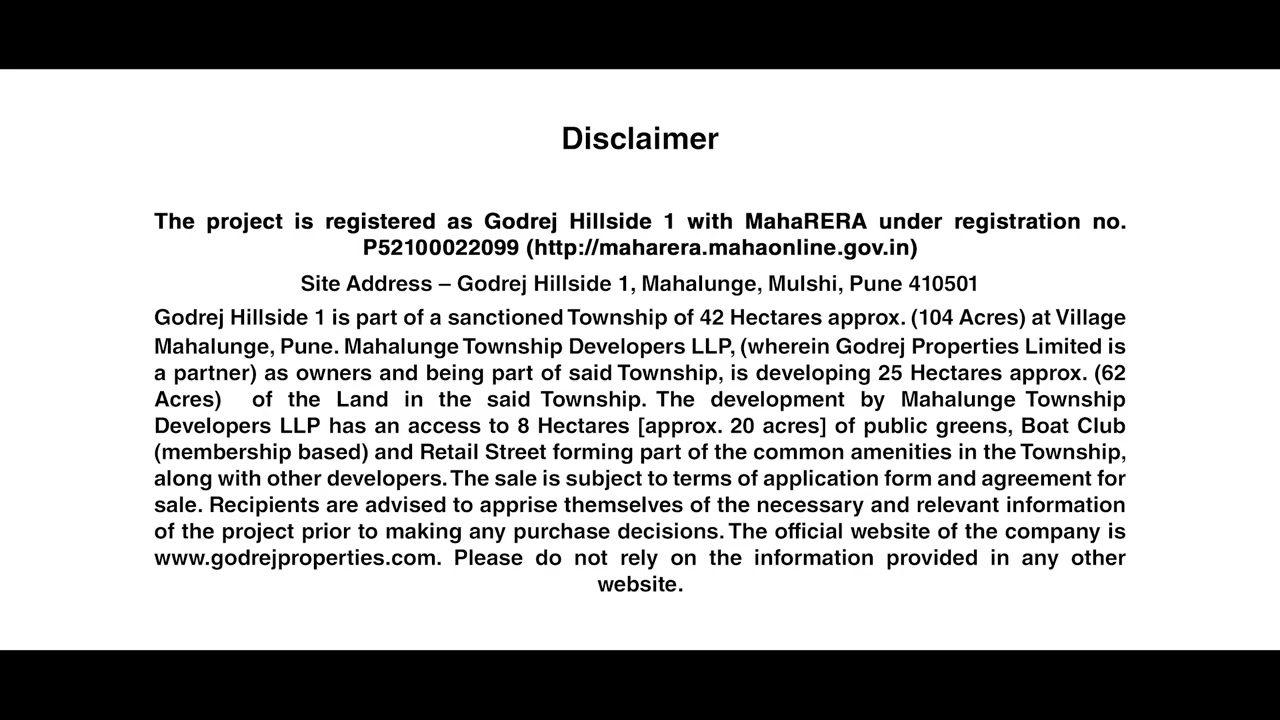 Disclaimer
The project is registered as Godrej Hillside 1 with MahaRERA under registration no.
P52100022099 (http://maharera.mahaonline.gov.in)
Site Address – Godrej Hillside 1, Mahalunge, Mulshi, Pune 410501
Godrej Hillside 1 is part of a sanctioned Township of 42 Hectares approx. (104 Acres) at Village
Mahalunge, Pune. Mahalunge Township Developers LLP, (wherein Godrej Properties Limited is
a partner) as owners and being part of said Township, is developing 25 Hectares approx. (62
Acres) of the Land in the said Township. The development by Mahalunge Township
Developers LLP has an access to 8 Hectares [approx. 20 acres] of public greens, Boat Club
(membership based) and Retail Street forming part of the common amenities in the Township,
along with other developers. The sale is subject to terms of application form and agreement for
sale. Recipients are advised to apprise themselves of the necessary and relevant information
of the project prior to making any purchase decisions. The official website of the company is
www.godrejproperties.com. Please do not rely on the information provided in any other
website.